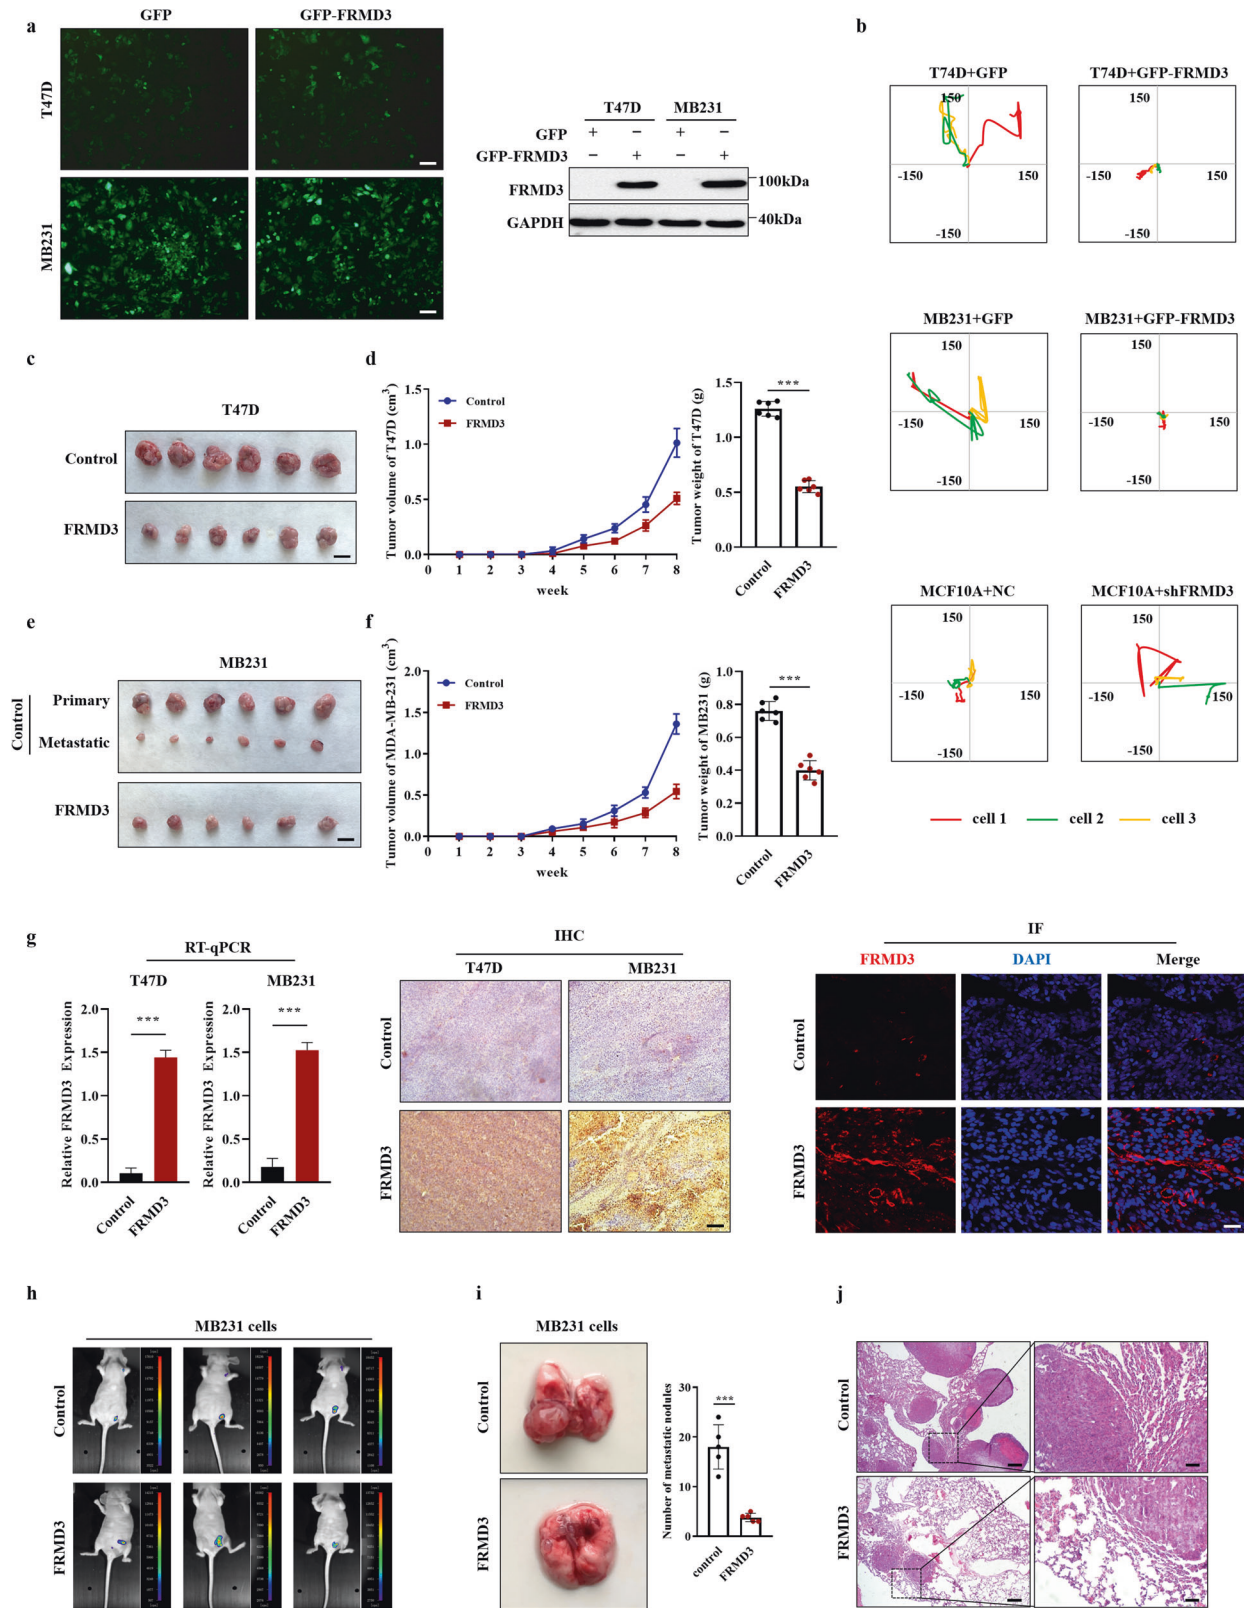 a
GFP
GFP-FRMD3
T47D
MB231
T47D
MB231
GFP
+
−
+
−
GFP-FRMD3
−
+
−
+
FRMD3
100kDa
GAPDH
40kDa
b
T74D+GFP
150
-150
150
-150
T74D+GFP-FRMD3
150
-150
150
-150
MB231+GFP
150
-150
150
-150
MB231+GFP-FRMD3
150
-150
150
-150
MCF10A+NC
150
-150
150
-150
MCF10A+shFRMD3
150
-150
150
-150
cell 1
cell 2
cell 3
c
T47D
Control
FRMD3
d
Tumor volume of T47D (cm³)
1.5
1.0
0.5
0.0
0 1 2 3 4 5 6 7 8
week
Control
FRMD3
Tumor weight of T47D (g)
1.5
1.0
0.5
0.0
***
Control
FRMD3
e
MB231
Control
Primary
Metastatic
FRMD3
f
Tumor volume of MDA-MB-231 (cm³)
2.0
1.5
1.0
0.5
0.0
0 1 2 3 4 5 6 7 8
week
Control
FRMD3
Tumor weight of MB231 (g)
1.0
0.8
0.6
0.4
0.2
0.0
***
Control
FRMD3
g
RT-qPCR
T47D
Relative FRMD3 Expression
2.0
1.5
1.0
0.5
0.0
***
Control
FRMD3
MB231
Relative FRMD3 Expression
2.0
1.5
1.0
0.5
0.0
***
Control
FRMD3
IHC
T47D
MB231
Control
FRMD3
IF
FRMD3
DAPI
Merge
Control
FRMD3
h
MB231 cells
Control
FRMD3
i
MB231 cells
Control
FRMD3
Number of metastatic nodules
30
20
10
0
***
control
FRMD3
j
Control
FRMD3